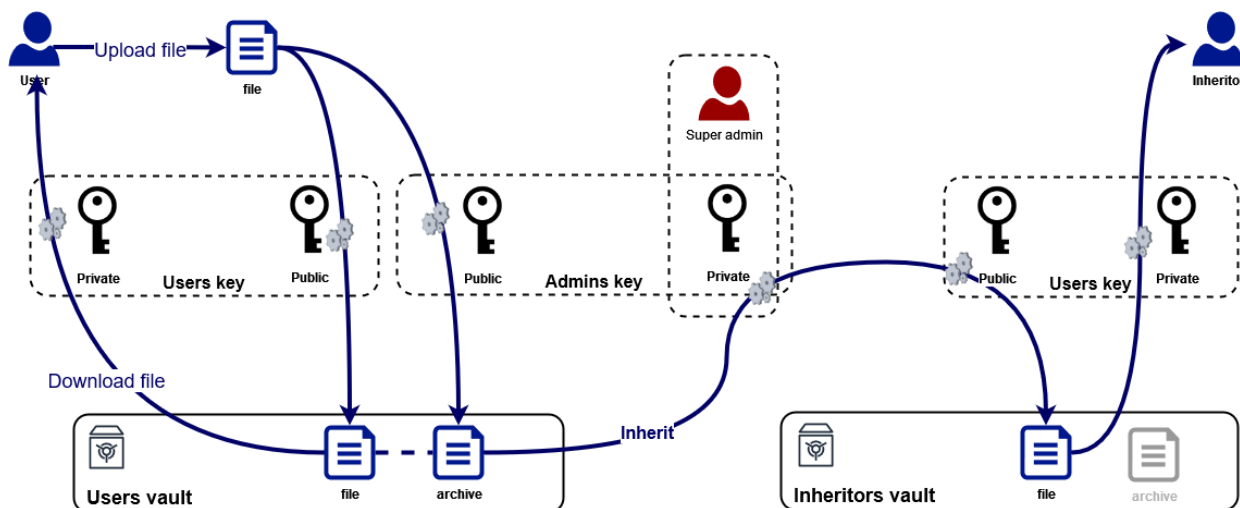 Upload file
User
file
Inherito
Super admin
Private
Public
Users key
Public
Private
Admins key
Public
Private
Users key
Download file
Inherit
file
archive
Users vault
file
archive
Inheritors vault